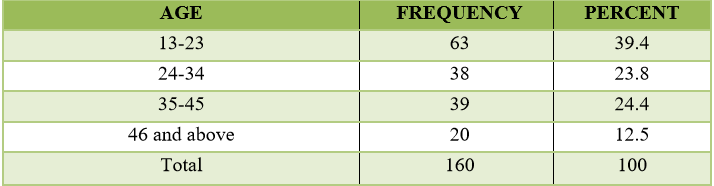 AGE FREQUENCY PERCENT
13-23 63 39.4
24-34 38 23.8
35-45 39 24.4
46 and above 20 12.5
Total 160 100